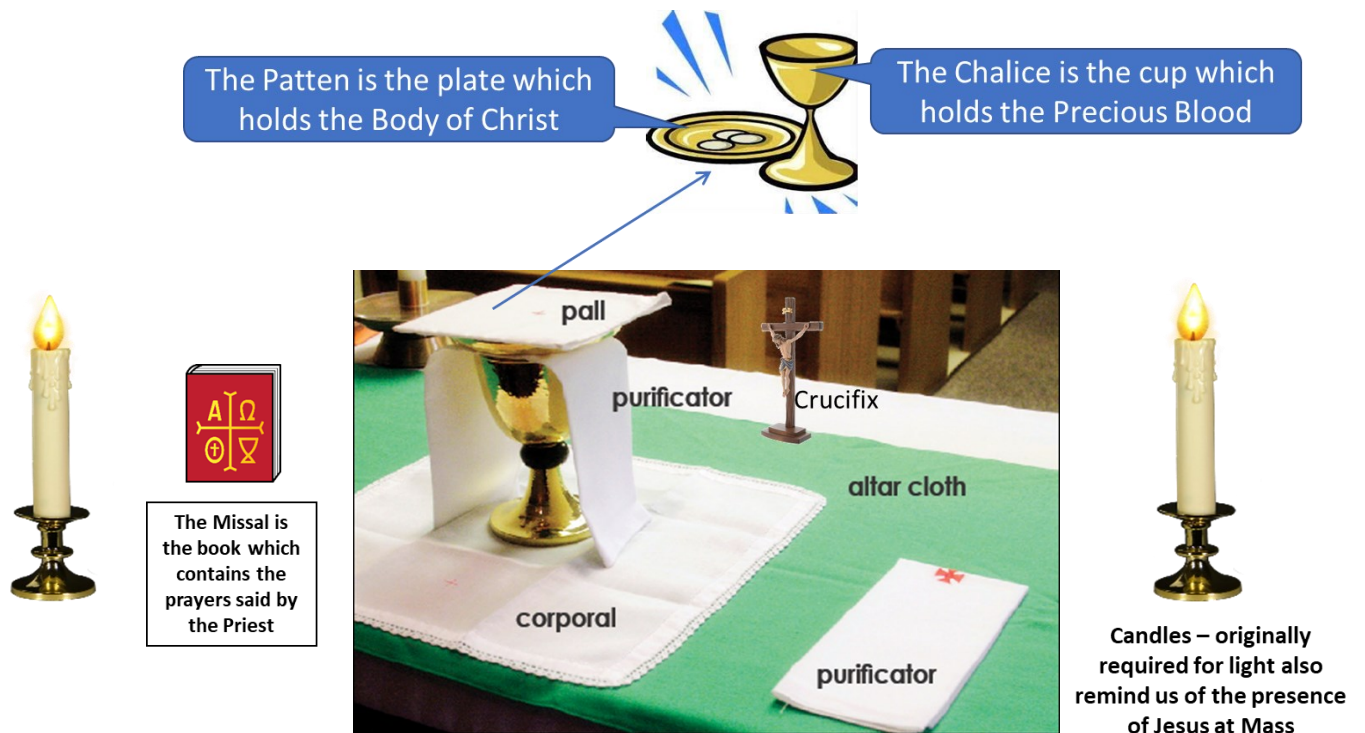 The Patten is the plate which
holds the Body of Christ
The Chalice is the cup which
holds the Precious Blood
pall
purificator
Crucifix
altar cloth
Α Ω
The Missal is
the book which
contains the
prayers said by
the Priest
corporal
purificator
Candles – originally
required for light also
remind us of the presence
of Jesus at Mass